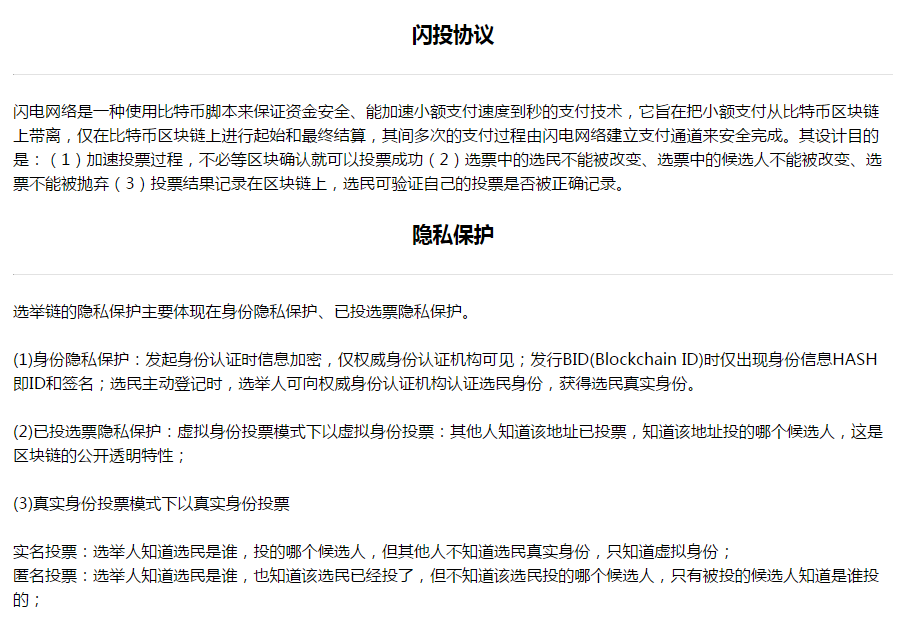 闪投协议
闪电网络是一种使用比特币脚本来保证资金安全、能加速小额支付速度到秒的支付技术，它旨在把小额支付从比特币区块链
上带离，仅在比特币区块链上进行起始和最终结算，其间多次的支付过程由闪电网络建立支付通道来安全完成。其设计目的
是：（1）加速投票过程，不必等区块确认就可以投票成功（2）选票中的选民不能被改变、选票中的候选人不能被改变、选
票不能被抛弃（3）投票结果记录在区块链上，选民可验证自己的投票是否被正确记录。
隐私保护
选举链的隐私保护主要体现在身份隐私保护、已投选票隐私保护。
(1)身份隐私保护：发起身份认证时信息加密，仅权威身份认证机构可见；发行BID(Blockchain ID)时仅出现身份信息HASH
即ID和签名；选民主动登记时，选举人可向权威身份认证机构认证选民身份，获得选民真实身份。
(2)已投选票隐私保护：虚拟身份投票模式下以虚拟身份投票：其他人知道该地址已投票，知道该地址投的哪个候选人，这是
区块链的公开透明特性；
(3)真实身份投票模式下以真实身份投票
实名投票：选举人知道选民是谁，投的哪个候选人，但其他人不知道选民真实身份，只知道虚拟身份；
匿名投票：选举人知道选民是谁，也知道该选民已经投了，但不知道该选民投的哪个候选人，只有被投的候选人知道是谁投
的；